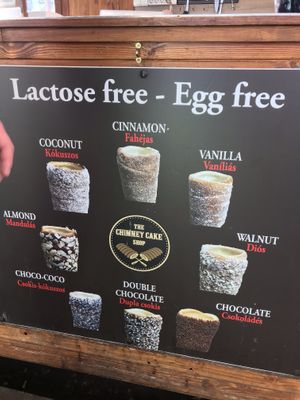 Lactose free - Egg free
CINNAMON
Fahéjas
COCONUT
Kókuszos
VANILLA
Vaníliás
ALMOND
Mandulás
THE
CHIMNEY CAKE
SHOP
WALNUT
Diós
CHOCO-COCO
Csokis-kókuszos
DOUBLE
CHOCOLATE
Dupla csokis
CHOCOLATE
Csokoládés